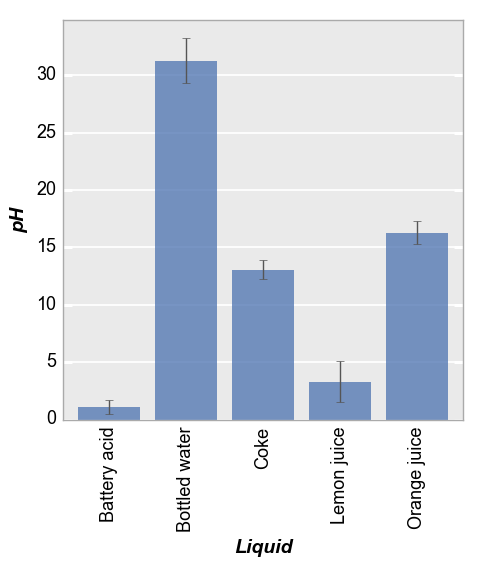 pH
30
25
20
15
10
5
0
Battery acid
Bottled water
Coke
Lemon juice
Orange juice
Liquid